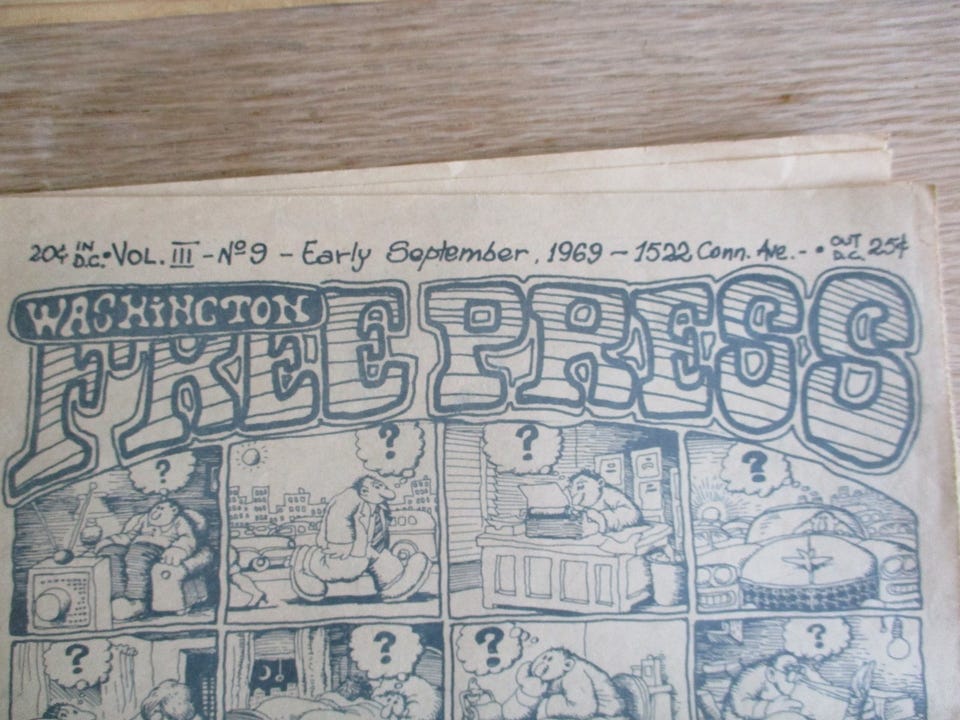 20¢ IN D.C. • VOL. III - Nº 9 - Early September, 1969 - 1522 Conn. Ave. - • OUT D.C. 25¢
WASHINGTON
FREE PRESS
? ? ? ?
? ? ? ?